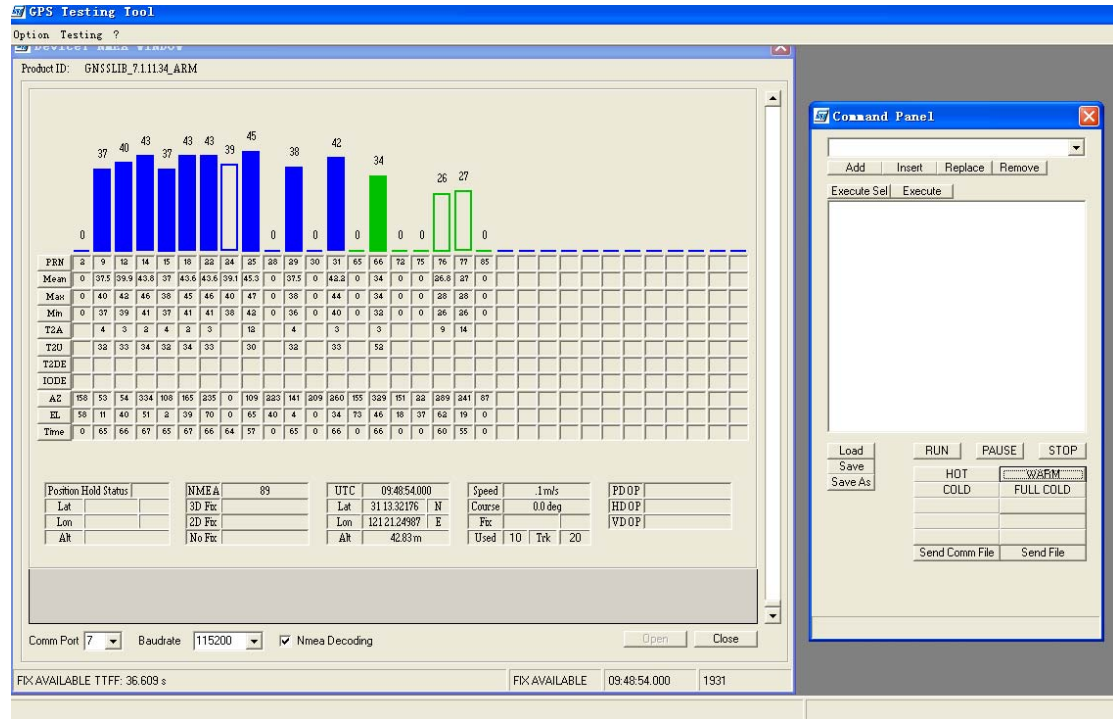 GPS Testing Tool
Option Testing ?
Device1 NMEA WINDOW
Product ID: GNSSLIB_7.1.11.34_ARM
0 37 40 43 37 43 43 39 45 0 38 0 42 0 34 0 0 26 27 0
PRN 2 9 12 14 15 18 22 24 25 28 29 30 31 65 66 72 75 76 77 85
Mean 0 37.5 39.9 43.8 37 43.6 43.6 39.1 45.3 0 37.5 0 42.2 0 34 0 0 26.8 27 0
Max 0 40 42 46 38 45 46 40 47 0 38 0 44 0 34 0 0 28 28 0
Min 0 37 39 41 37 41 41 38 42 0 36 0 40 0 32 0 0 26 26 0
T2A 4 3 2 4 2 3 12 4 3 3 9 14
T2U 32 33 34 32 34 33 30 32 33 52
T2DE
IODE
AZ 158 53 54 334 108 165 235 0 109 223 141 209 260 155 329 151 22 289 241 87
EL 58 11 40 51 2 39 70 0 65 40 4 0 34 73 46 18 37 62 19 0
Time 0 65 66 67 65 67 66 64 57 0 65 0 66 0 66 0 0 60 55 0
Position Hold Status NMEA 89 UTC 09:48:54.000 Speed .1m/s PDOP
Lat 3D Fix Lat 31 13.32176 N Course 0.0 deg HDOP
Lon 2D Fix Lon 121 21.24987 E Fix VDOP
Alt No Fix Alt 42.83 m Used 10 Trk 20
Comm Port 7 Baudrate 115200 Nmea Decoding Open Close
FIX AVAILABLE TTFF: 36.609 s FIX AVAILABLE 09:48:54.000 1931
Command Panel
Add Insert Replace Remove
Execute Sel Execute
Load RUN PAUSE STOP
Save HOT WARM
Save As COLD FULL COLD
Send Comm File Send File